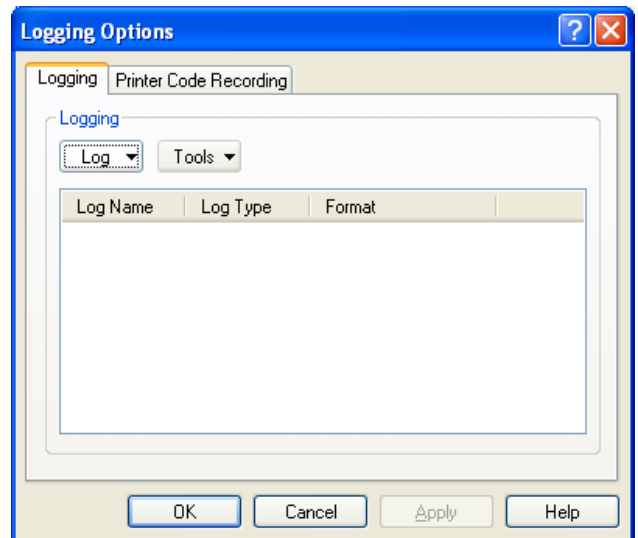 Logging Options
Logging Printer Code Recording
Logging
Log Tools
Log Name Log Type Format
OK Cancel Apply Help